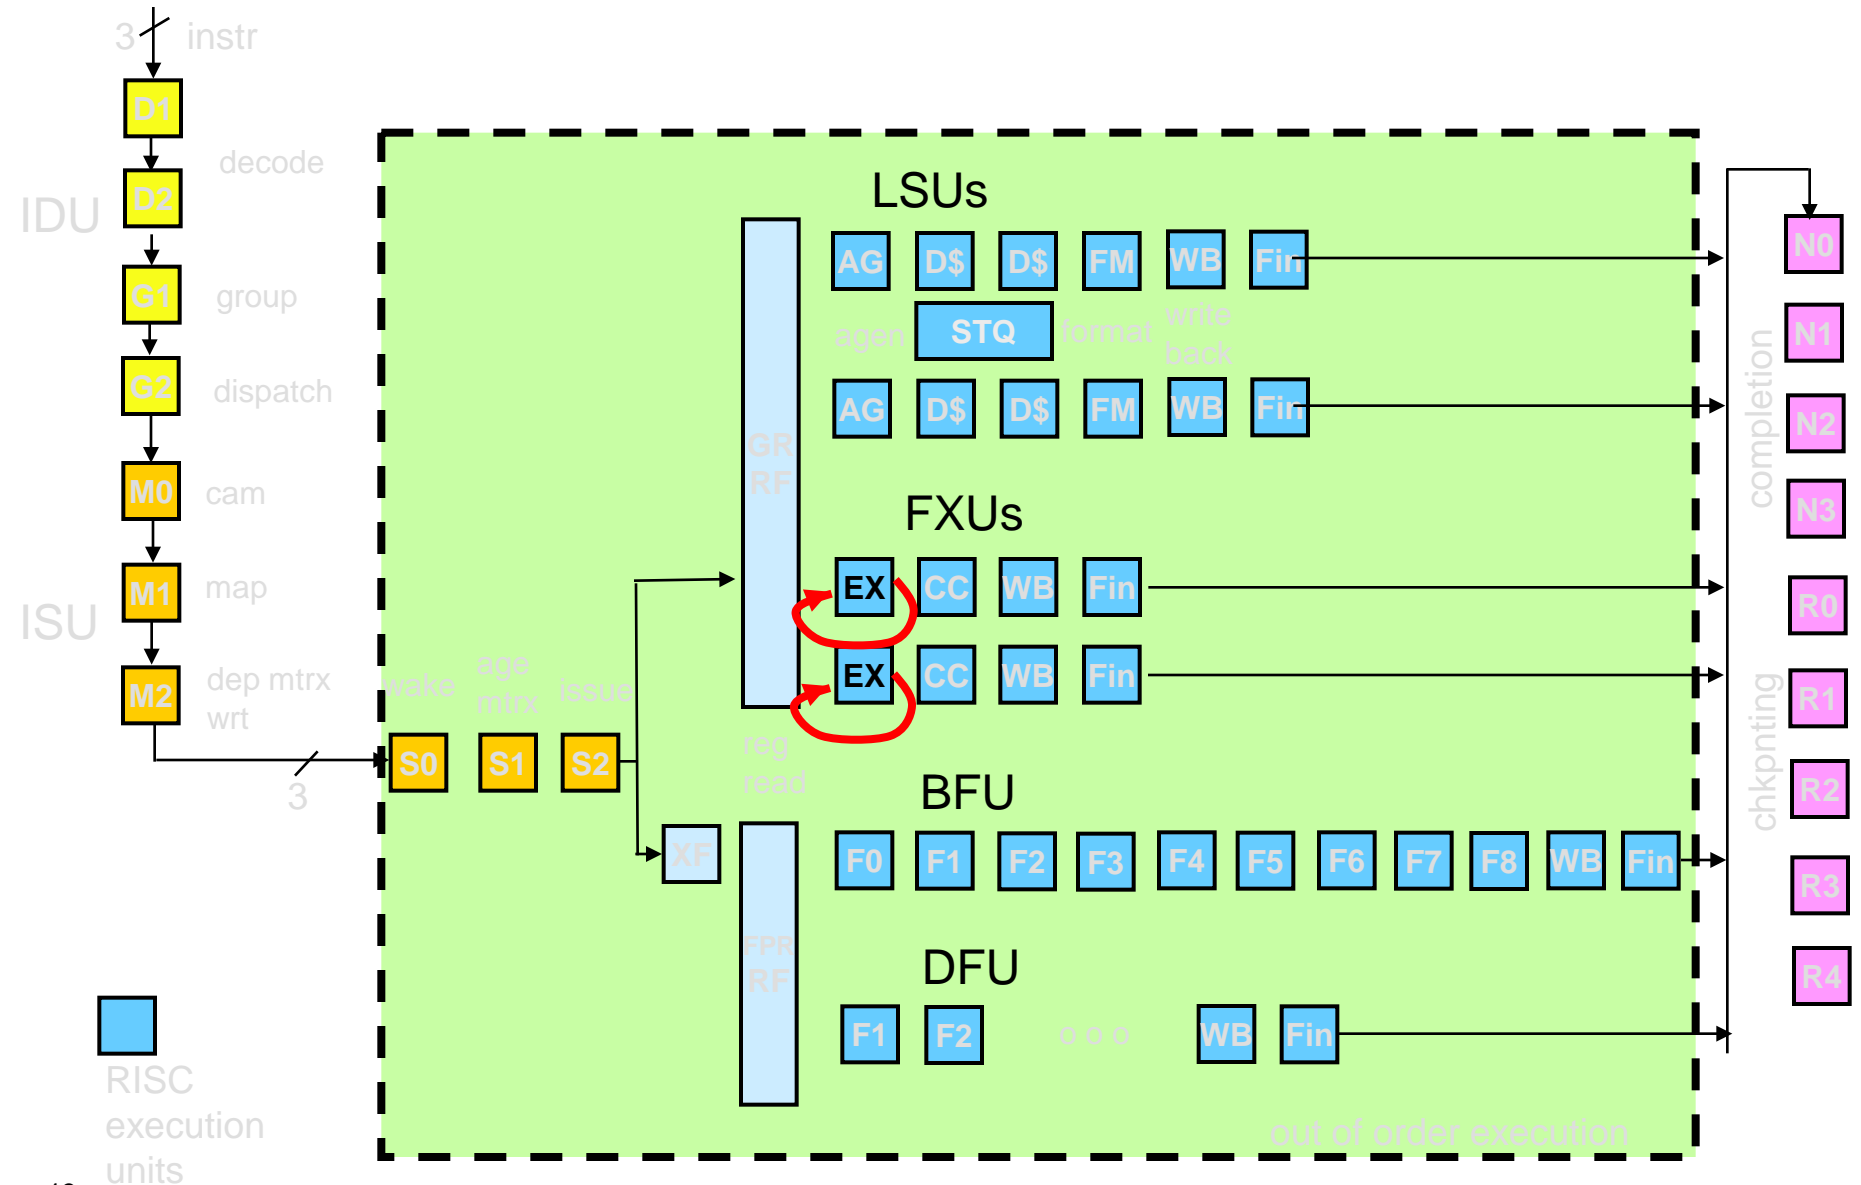 3 instr
D1
decode
D2
IDU
G1
group
G2
dispatch
M0
cam
M1
map
ISU
M2
dep mtrx
wrt
3
wake
age
mtrx
issue
S0 S1 S2
GR
RF
reg
read
XF
FPR
RF
LSUs
AG D$ D$ FM WB Fin
agen STQ format write
back
AG D$ D$ FM WB Fin
FXUs
EX CC WB Fin
EX CC WB Fin
BFU
F0 F1 F2 F3 F4 F5 F6 F7 F8 WB Fin
DFU
F1 F2 o o o WB Fin
out of order execution
completion
N0
N1
N2
N3
chkpnting
R0
R1
R2
R3
R4
RISC
execution
units